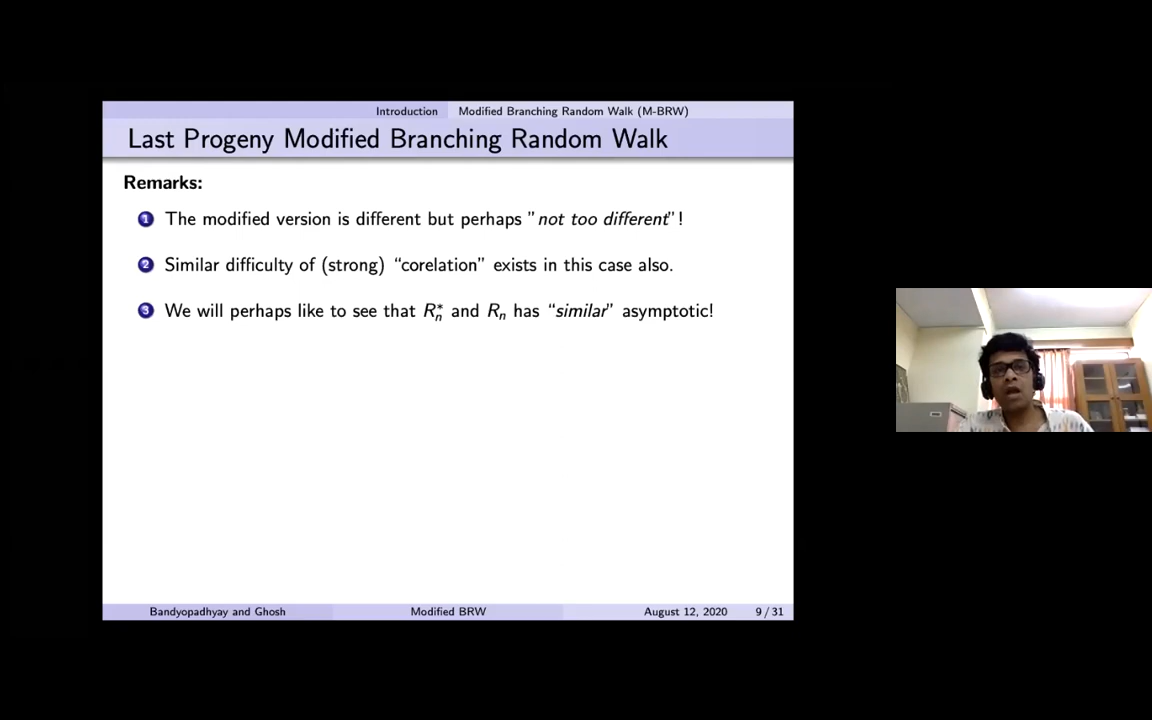 Introduction Modified Branching Random Walk (M-BRW)
Last Progeny Modified Branching Random Walk
Remarks:
1 The modified version is different but perhaps "not too different"!
2 Similar difficulty of (strong) “corelation” exists in this case also.
3 We will perhaps like to see that R*n and Rn has “similar” asymptotic!
Bandyopadhyay and Ghosh Modified BRW August 12, 2020 9 / 31